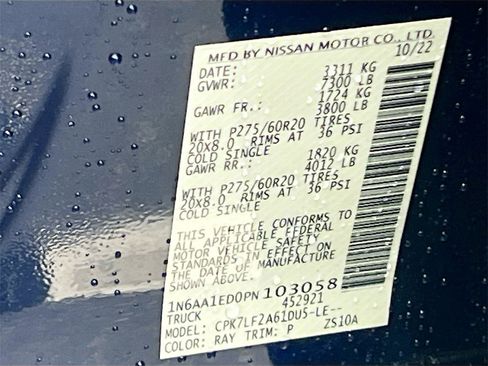 MFD BY NISSAN MOTOR CO., LTD.
DATE: 10/22
GVWR: 3311 KG
7300 LB
GAWR FR.: 1724 KG
3800 LB
WITH P275/60R20 TIRES
20x8.0 RIMS AT 36 PSI
COLD SINGLE
GAWR RR.: 1820 KG
4012 LB
WITH P275/60R20 TIRES
20x8.0 RIMS AT 36 PSI
COLD SINGLE
THIS VEHICLE CONFORMS TO
ALL APPLICABLE FEDERAL
MOTOR VEHICLE SAFETY
STANDARDS IN EFFECT ON
THE DATE OF MANUFACTURE
SHOWN ABOVE.
1N6AA1ED0PN103058
TRUCK 452921
MODEL: CPK7LF2A61DU5-LE--
COLOR: RAY TRIM: P ZS10A